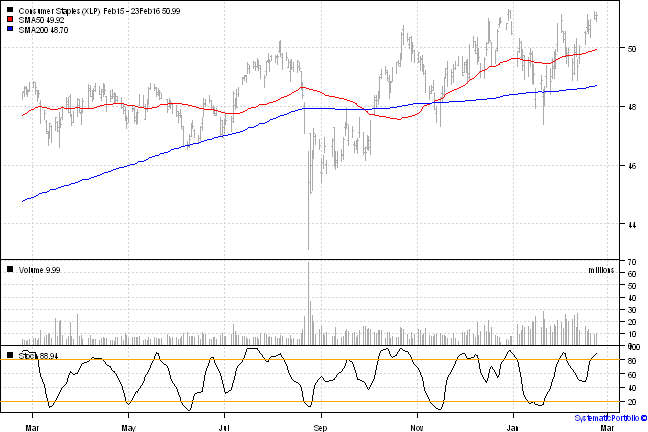 Consumer Staples (XLP) Feb15 - 23Feb16 50.99
SMA50 49.92
SMA200 48.70
50
48
46
44
Volume 9.99
millions
70
60
50
40
30
20
10
0
Stoch 88.94
100
80
60
40
20
Mar May Jul Sep Nov Jan Mar
SystematicPortfolio ©